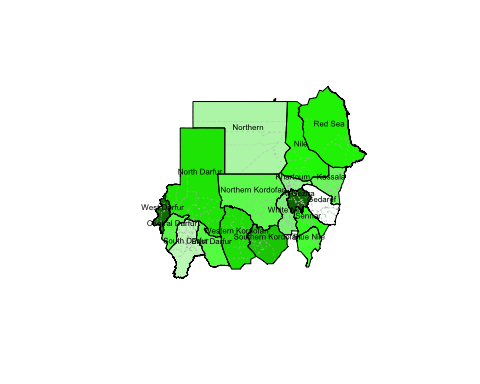 Red Sea
Northern
Nile
North Darfur
Khartoum
Kassala
Northern Kordofan
Gedaref
West Darfur
White Nile
Sennar
Central Darfur
Western Kordofan
South Darfur
East Darfur
Southern Kordofan
Blue Nile